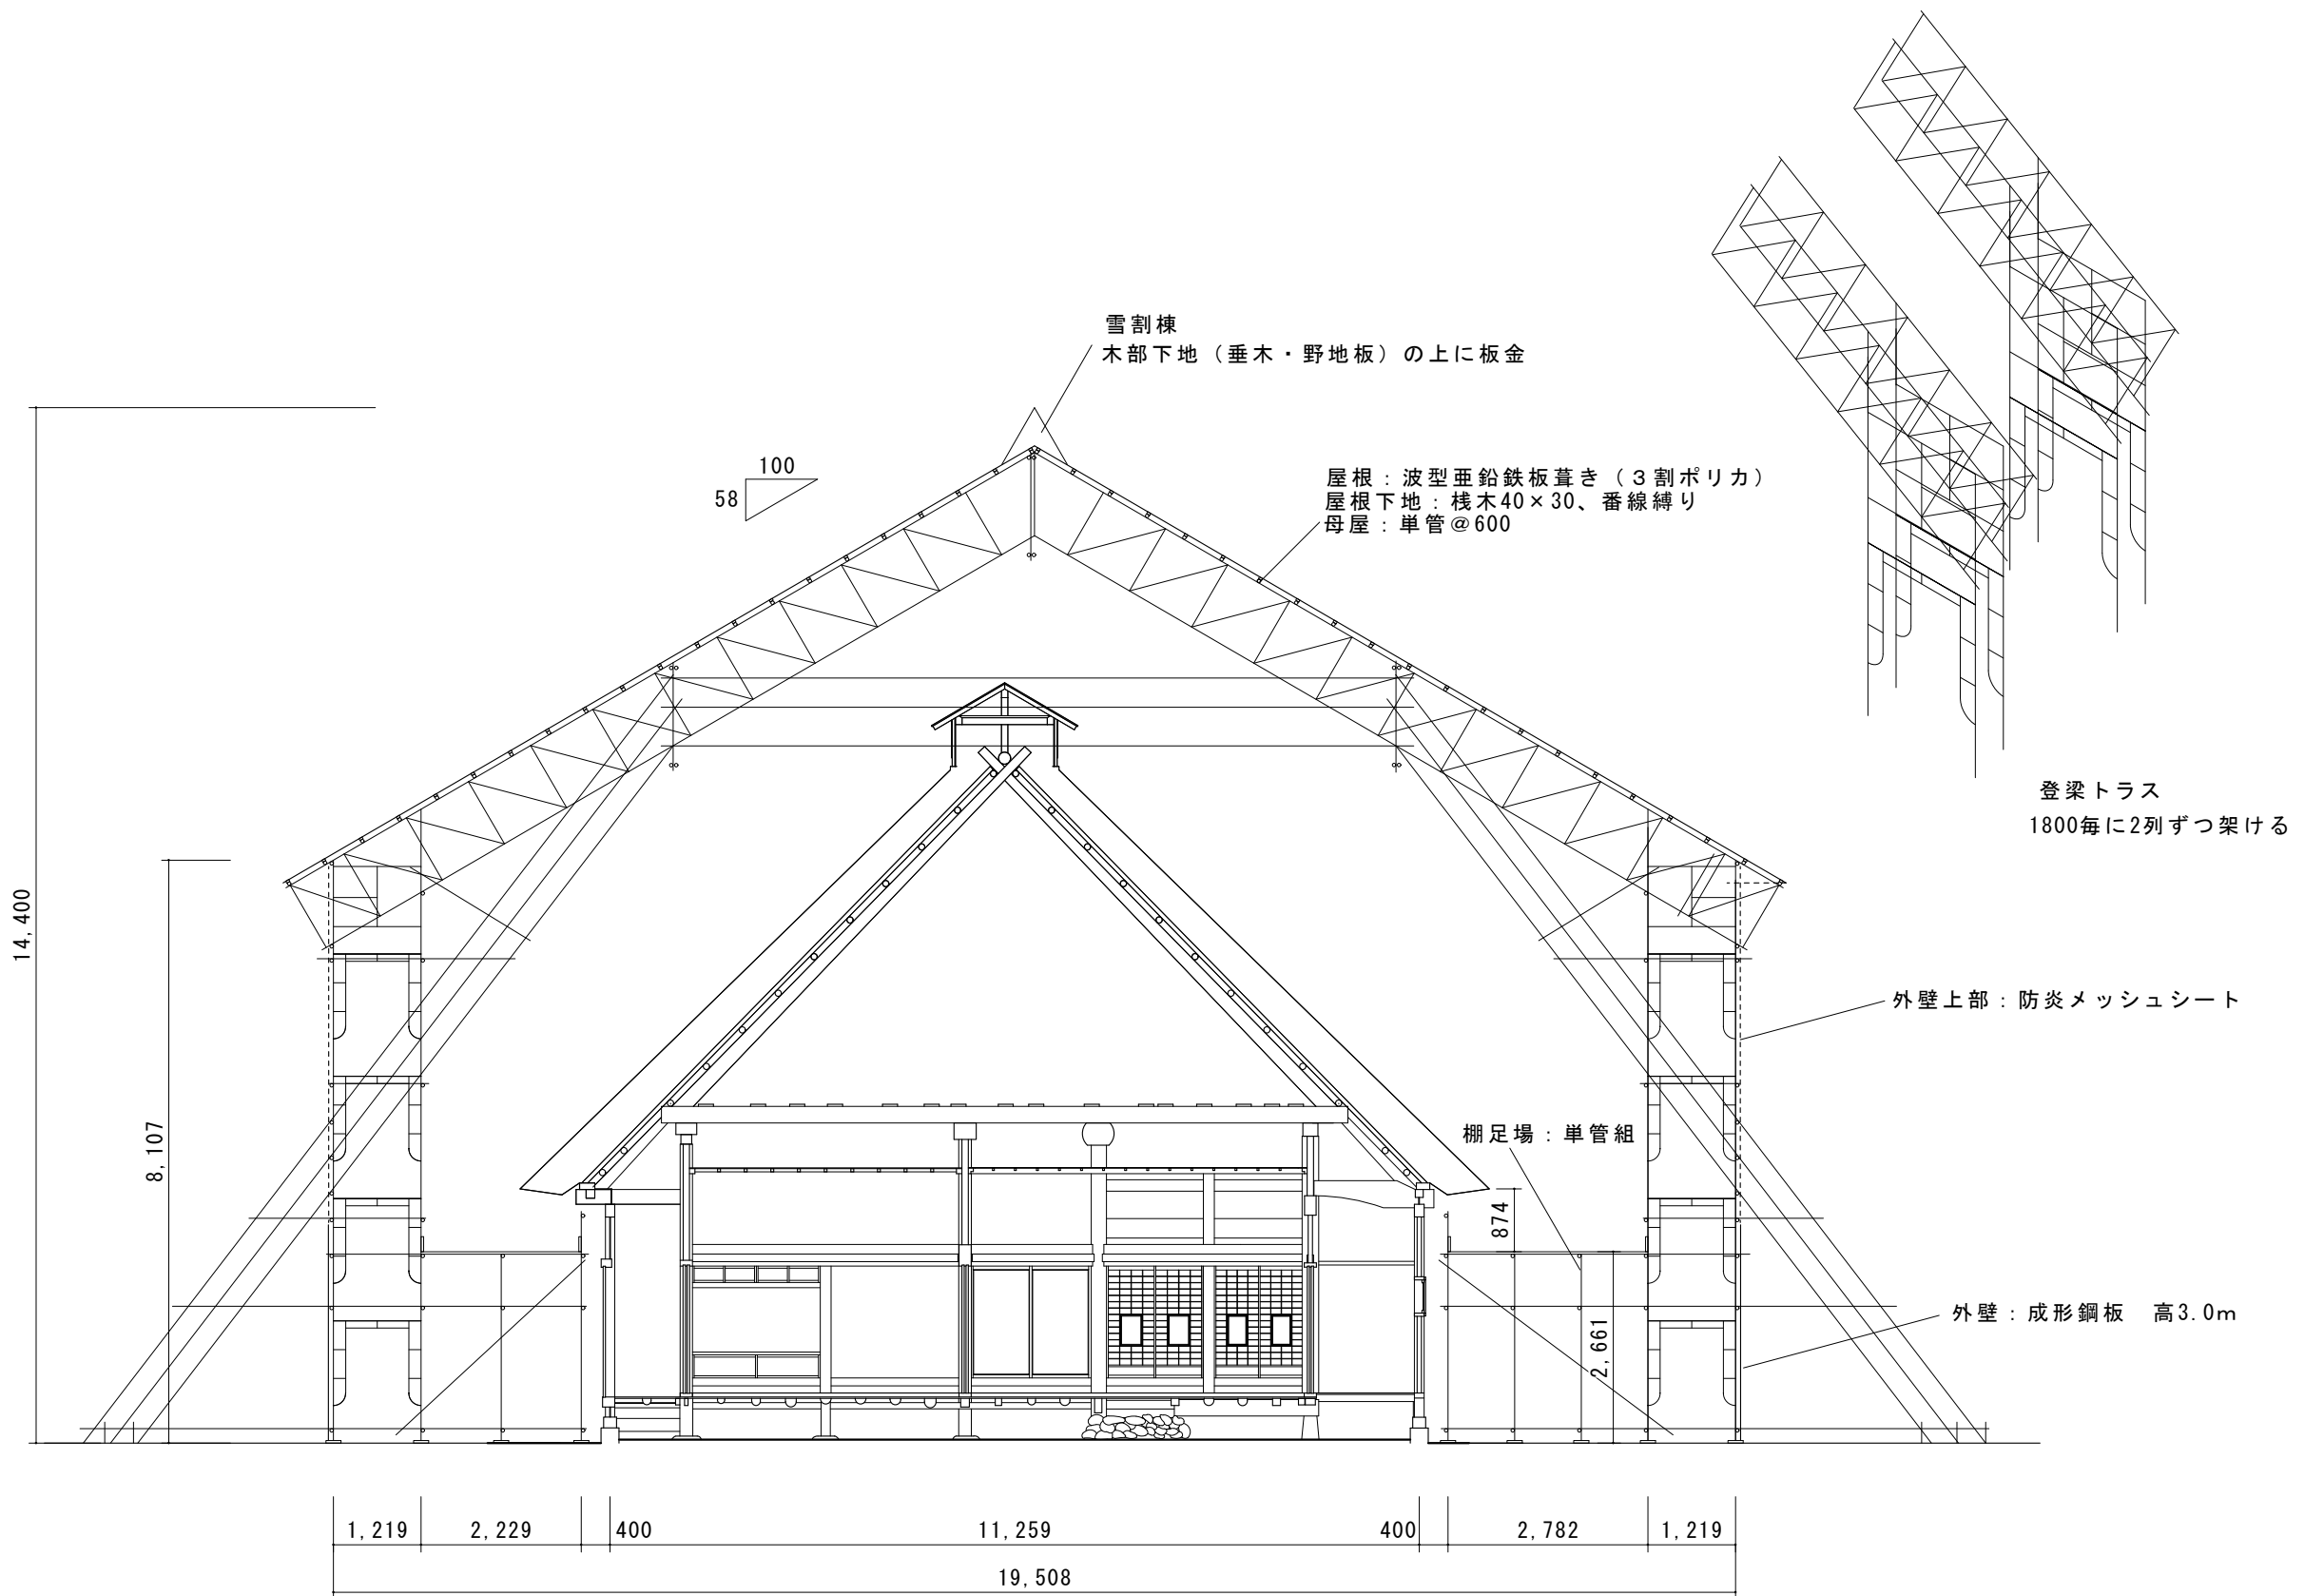 雪割棟
木部下地（垂木・野地板）の上に板金
100
58
屋根：波型亜鉛鉄板葺き（３割ポリカ）
屋根下地：桟木40×30、番線縛り
母屋：単管＠600
登梁トラス
1800毎に2列ずつ架ける
14,400
8,107
外壁上部：防炎メッシュシート
棚足場：単管組
874
2,661
外壁：成形鋼板　高3.0m
1,219
2,229
400
11,259
400
2,782
1,219
19,508